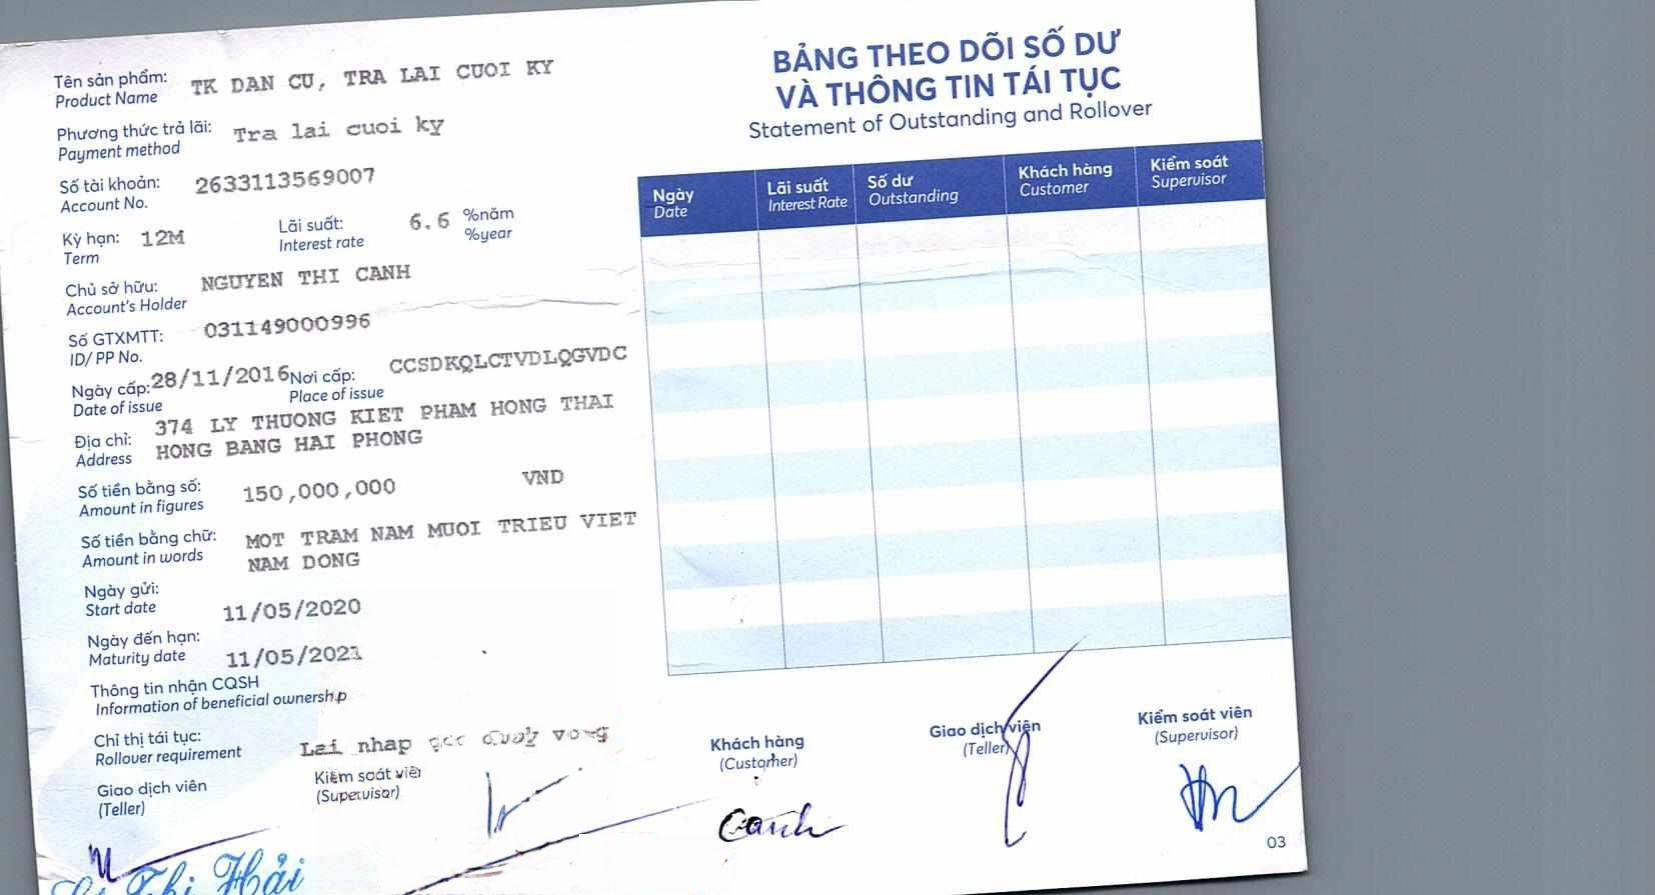 Tên sản phẩm: TK DAN CU, TRA LAI CUOI KY
Product Name
Phương thức trả lãi: Tra lai cuoi ky
Payment method
Số tài khoản: 2633113569007
Account No.
Kỳ hạn: 12M Lãi suất: 6.6 %năm
Term Interest rate %year
Chủ sở hữu: NGUYEN THI CANH
Account's Holder
Số GTXMTT: 031149000996
ID/ PP No.
Ngày cấp: 28/11/2016 Nơi cấp: CCSDKQLCTVDLQGVDC
Date of issue Place of issue
Địa chỉ: 374 LY THUONG KIET PHAM HONG THAI
Address HONG BANG HAI PHONG
Số tiền bằng số: 150,000,000 VND
Amount in figures
Số tiền bằng chữ: MOT TRAM NAM MUOI TRIEU VIET
Amount in words NAM DONG
Ngày gửi:
Start date 11/05/2020
Ngày đến hạn:
Maturity date 11/05/2021
Thông tin nhận CQSH
Information of beneficial ownership
Chỉ thị tái tục: Lai nhap goc quay vong
Rollover requirement
Giao dịch viên Kiểm soát viên
(Teller) (Supervisor)
Thị Hải
BẢNG THEO DÕI SỐ DƯ
VÀ THÔNG TIN TÁI TỤC
Statement of Outstanding and Rollover
Ngày Lãi suất Số dư Khách hàng Kiểm soát
Date Interest Rate Outstanding Customer Supervisor
Khách hàng Giao dịch viên Kiểm soát viên
(Customer) (Teller) (Supervisor)
Canh
03